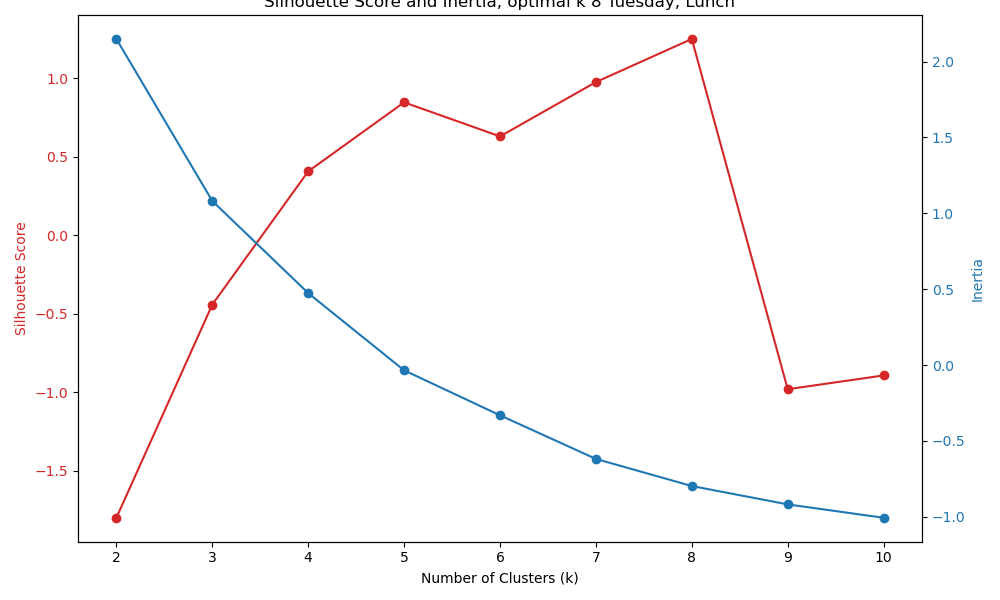 Silhouette Score and Inertia, optimal k 8 Tuesday, Lunch
1.0
0.5
0.0
−0.5
−1.0
−1.5
Silhouette Score
2.0
1.5
1.0
0.5
0.0
−0.5
−1.0
Inertia
2 3 4 5 6 7 8 9 10
Number of Clusters (k)